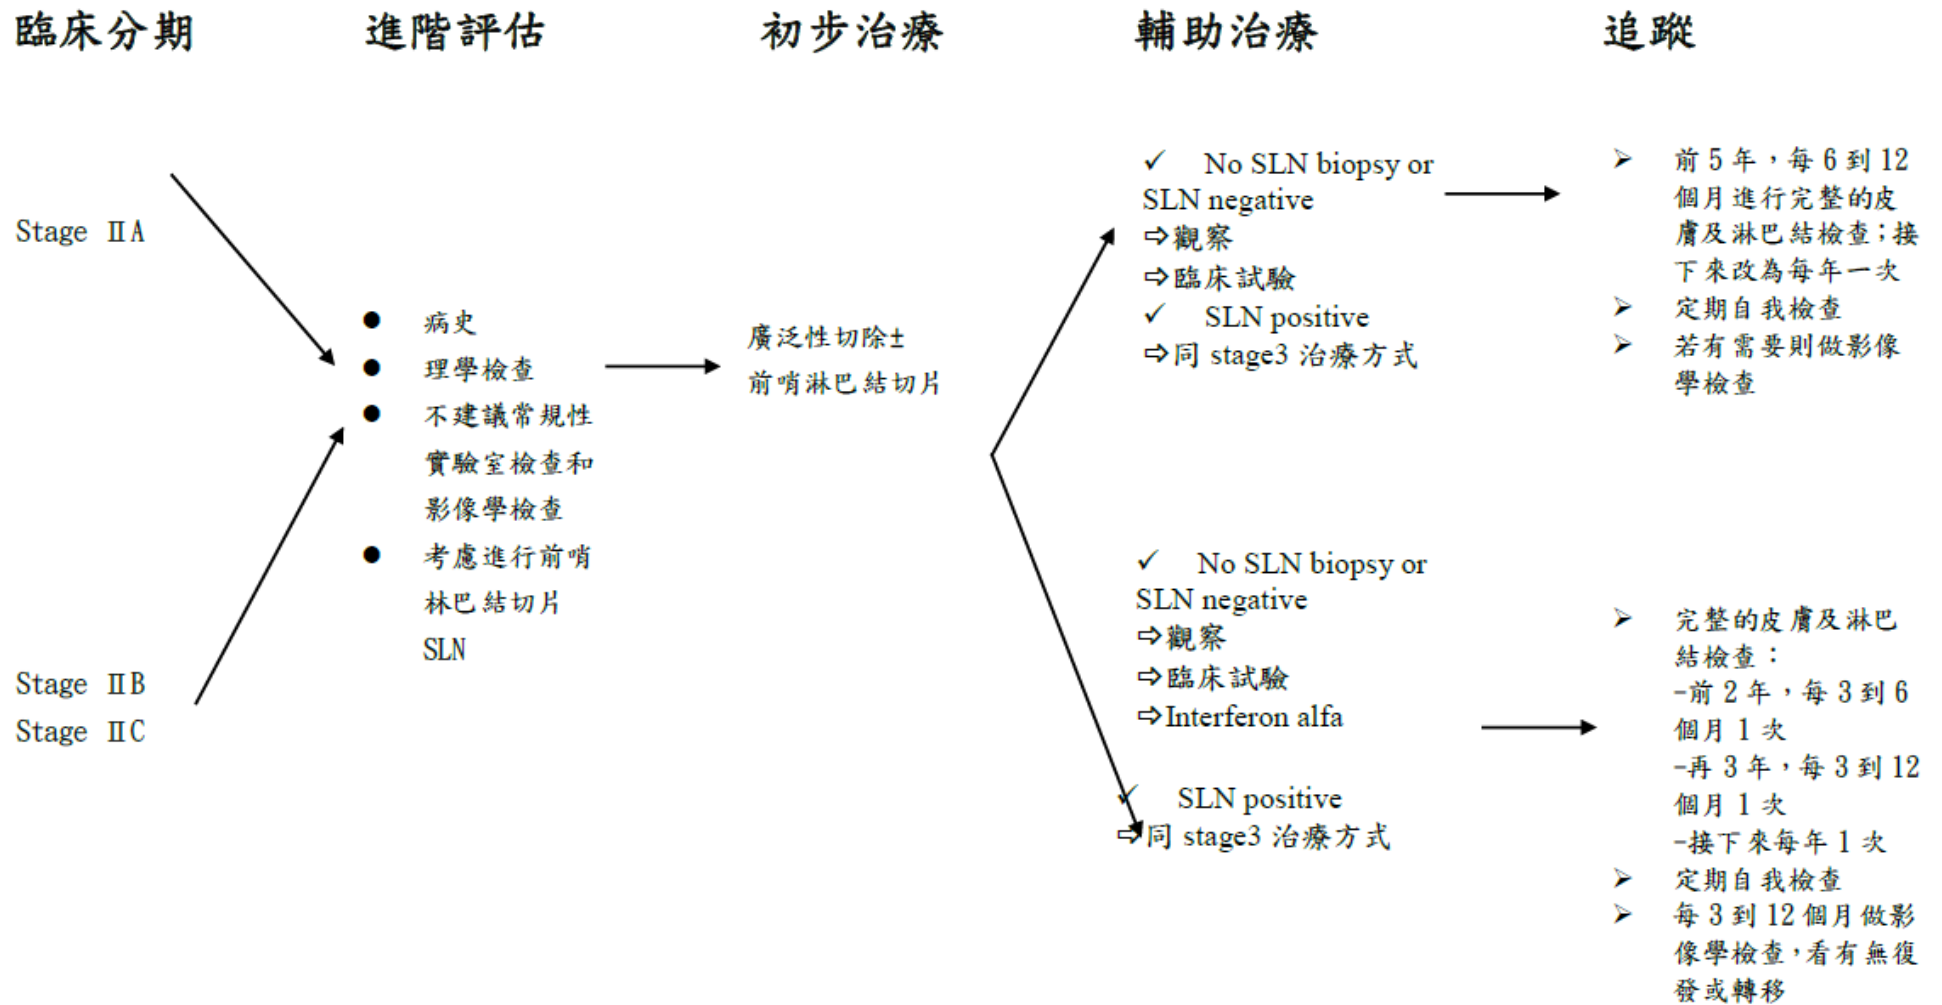 臨床分期
進階評估
初步治療
輔助治療
追蹤
Stage ⅡA
Stage ⅡB
Stage ⅡC
● 病史
● 理學檢查
● 不建議常規性
實驗室檢查和
影像學檢查
● 考慮進行前哨
林巴結切片
SLN
廣泛性切除±
前哨淋巴結切片
✓ No SLN biopsy or
SLN negative
⇨觀察
⇨臨床試驗
✓ SLN positive
⇨同 stage3 治療方式
➢ 前 5 年，每 6 到 12
個月進行完整的皮
膚及淋巴結檢查；接
下來改為每年一次
➢ 定期自我檢查
➢ 若有需要則做影像
學檢查
✓ No SLN biopsy or
SLN negative
⇨觀察
⇨臨床試驗
⇨Interferon alfa
✓ SLN positive
⇨同 stage3 治療方式
➢ 完整的皮膚及淋巴
結檢查：
-前 2 年，每 3 到 6
個月 1 次
-再 3 年，每 3 到 12
個月 1 次
-接下來每年 1 次
➢ 定期自我檢查
➢ 每 3 到 12 個月做影
像學檢查，看有無復
發或轉移